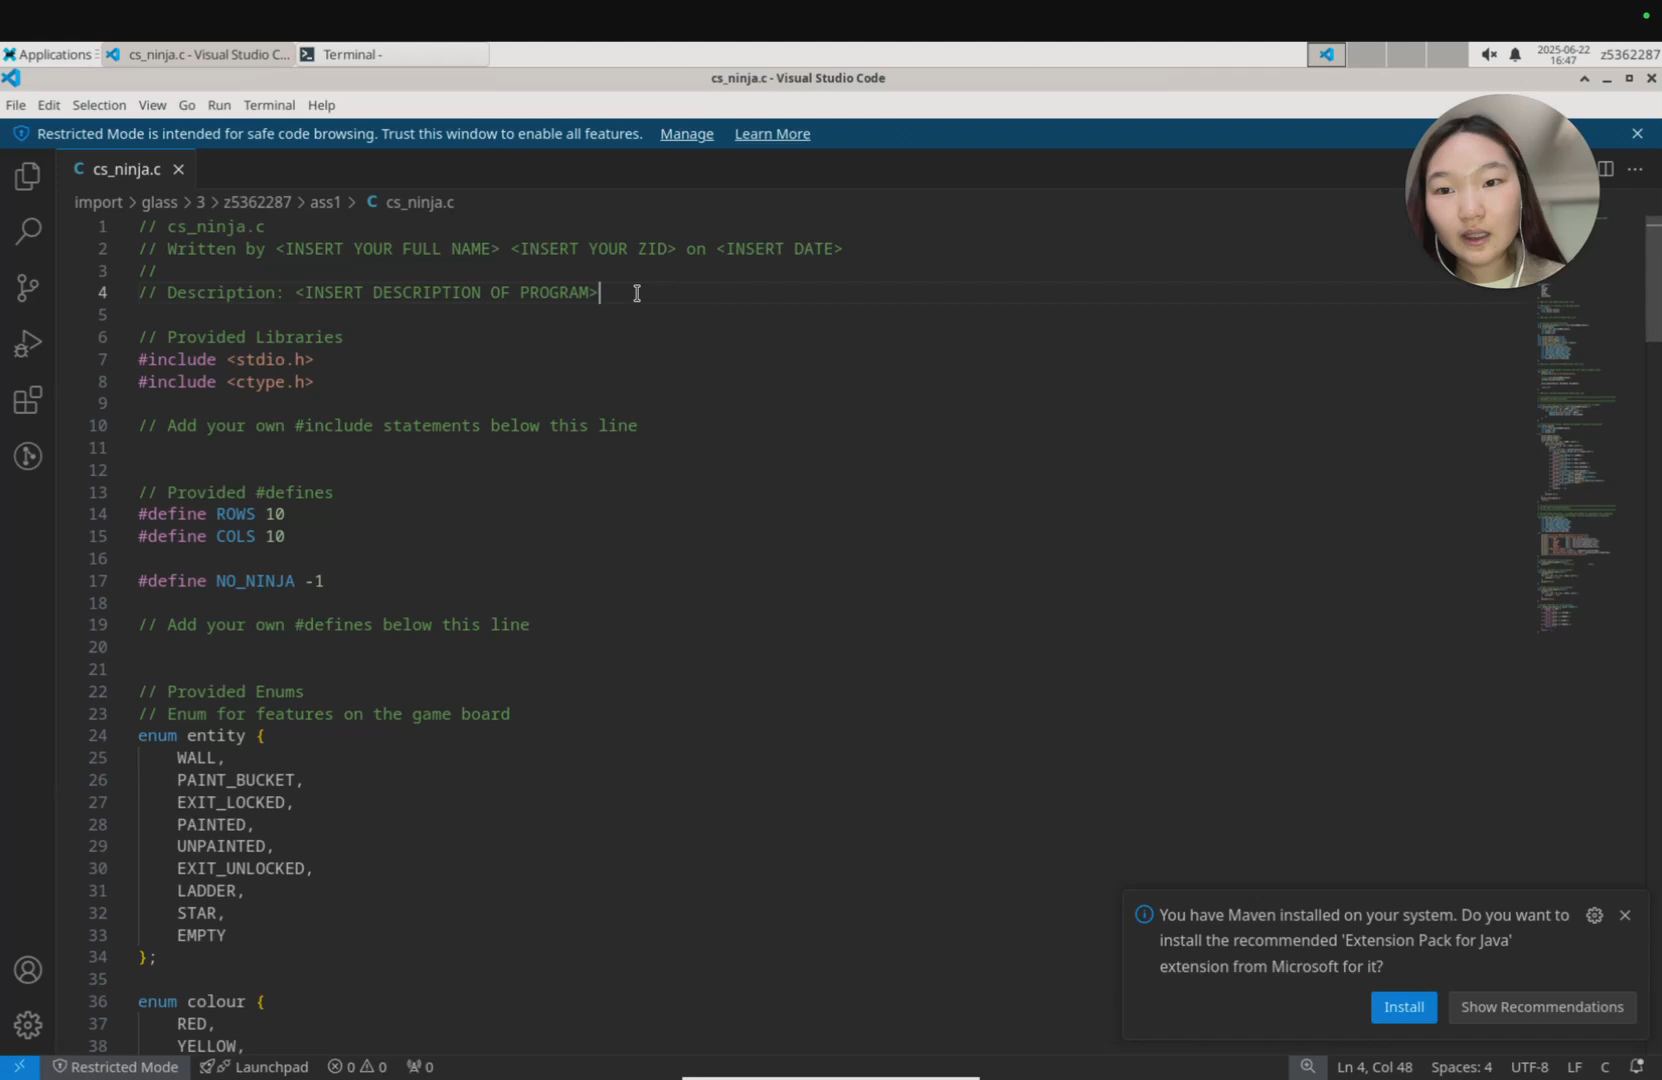 Applications
cs_ninja.c - Visual Studio C...
Terminal -
2025-06-22
16:47
z5362287
cs_ninja.c - Visual Studio Code
File Edit Selection View Go Run Terminal Help
Restricted Mode is intended for safe code browsing. Trust this window to enable all features. Manage Learn More
cs_ninja.c
import > glass > 3 > z5362287 > ass1 > C cs_ninja.c
1 // cs_ninja.c
2 // Written by <INSERT YOUR FULL NAME> <INSERT YOUR ZID> on <INSERT DATE>
3 //
4 // Description: <INSERT DESCRIPTION OF PROGRAM>
5
6 // Provided Libraries
7 #include <stdio.h>
8 #include <ctype.h>
9
10 // Add your own #include statements below this line
11
12
13 // Provided #defines
14 #define ROWS 10
15 #define COLS 10
16
17 #define NO_NINJA -1
18
19 // Add your own #defines below this line
20
21
22 // Provided Enums
23 // Enum for features on the game board
24 enum entity {
25 WALL,
26 PAINT_BUCKET,
27 EXIT_LOCKED,
28 PAINTED,
29 UNPAINTED,
30 EXIT_UNLOCKED,
31 LADDER,
32 STAR,
33 EMPTY
34 };
35
36 enum colour {
37 RED,
38 YELLOW,
You have Maven installed on your system. Do you want to
install the recommended 'Extension Pack for Java'
extension from Microsoft for it?
Install
Show Recommendations
Restricted Mode Launchpad 0 0 0 Ln 4, Col 48 Spaces: 4 UTF-8 LF C